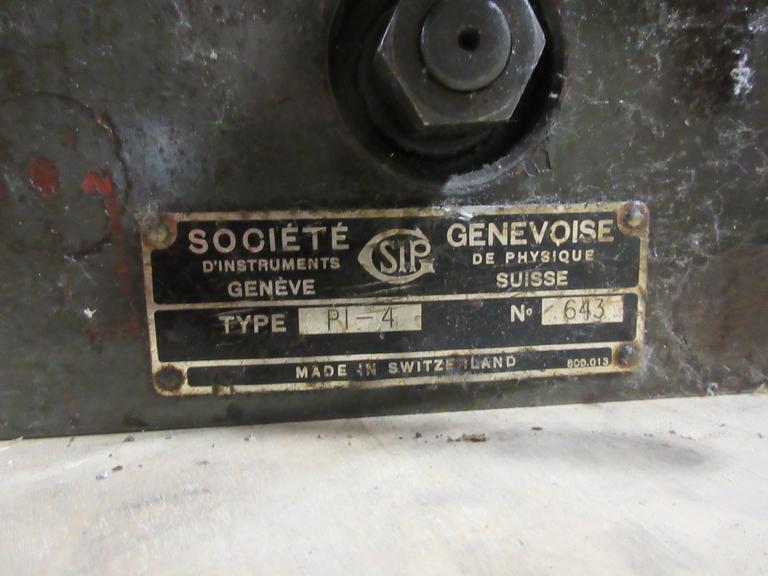 SOCIÉTÉ GENEVOISE
D'INSTRUMENTS SIP DE PHYSIQUE
GENÈVE SUISSE
TYPE PI-4 No 643
MADE IN SWITZERLAND 800.013